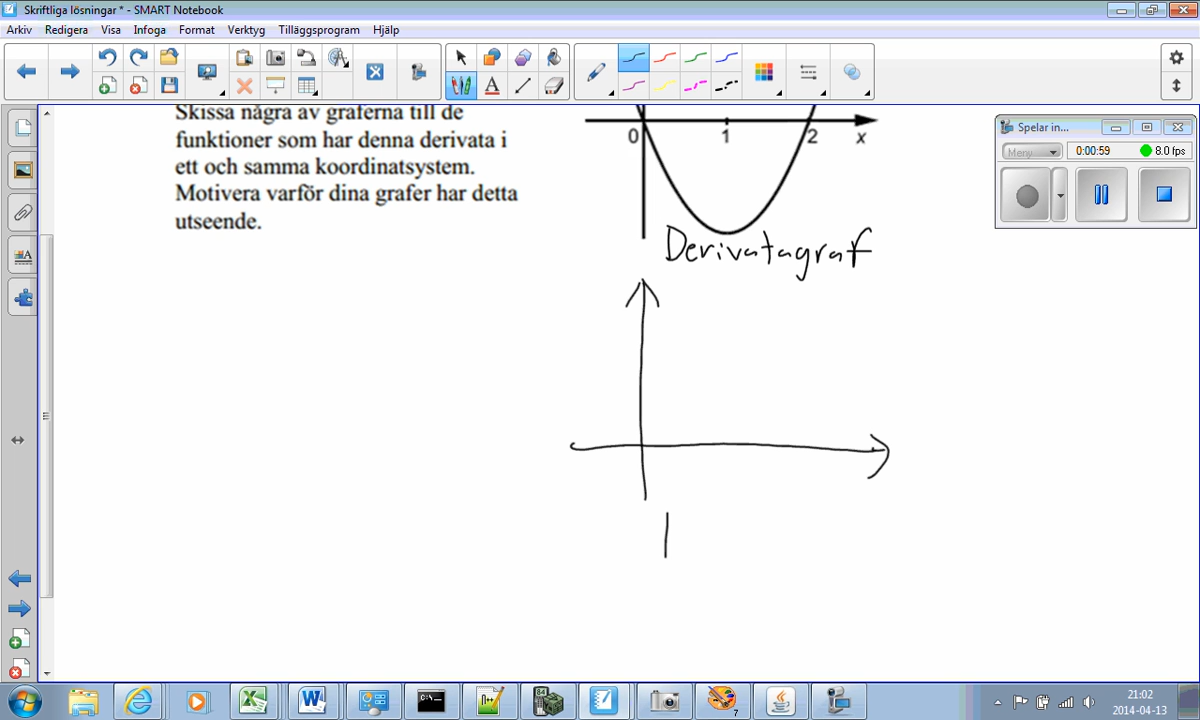 Skriftliga lösningar * - SMART Notebook
Arkiv Redigera Visa Infoga Format Verktyg Tilläggsprogram Hjälp
Skissa några av graferna till de
funktioner som har denna derivata i
ett och samma koordinatsystem.
Motivera varför dina grafer har detta
utseende.
0 1 2 x
Derivatagraf
Spelar in...
Meny 0:00:59 8.0 fps
21:02
2014-04-13